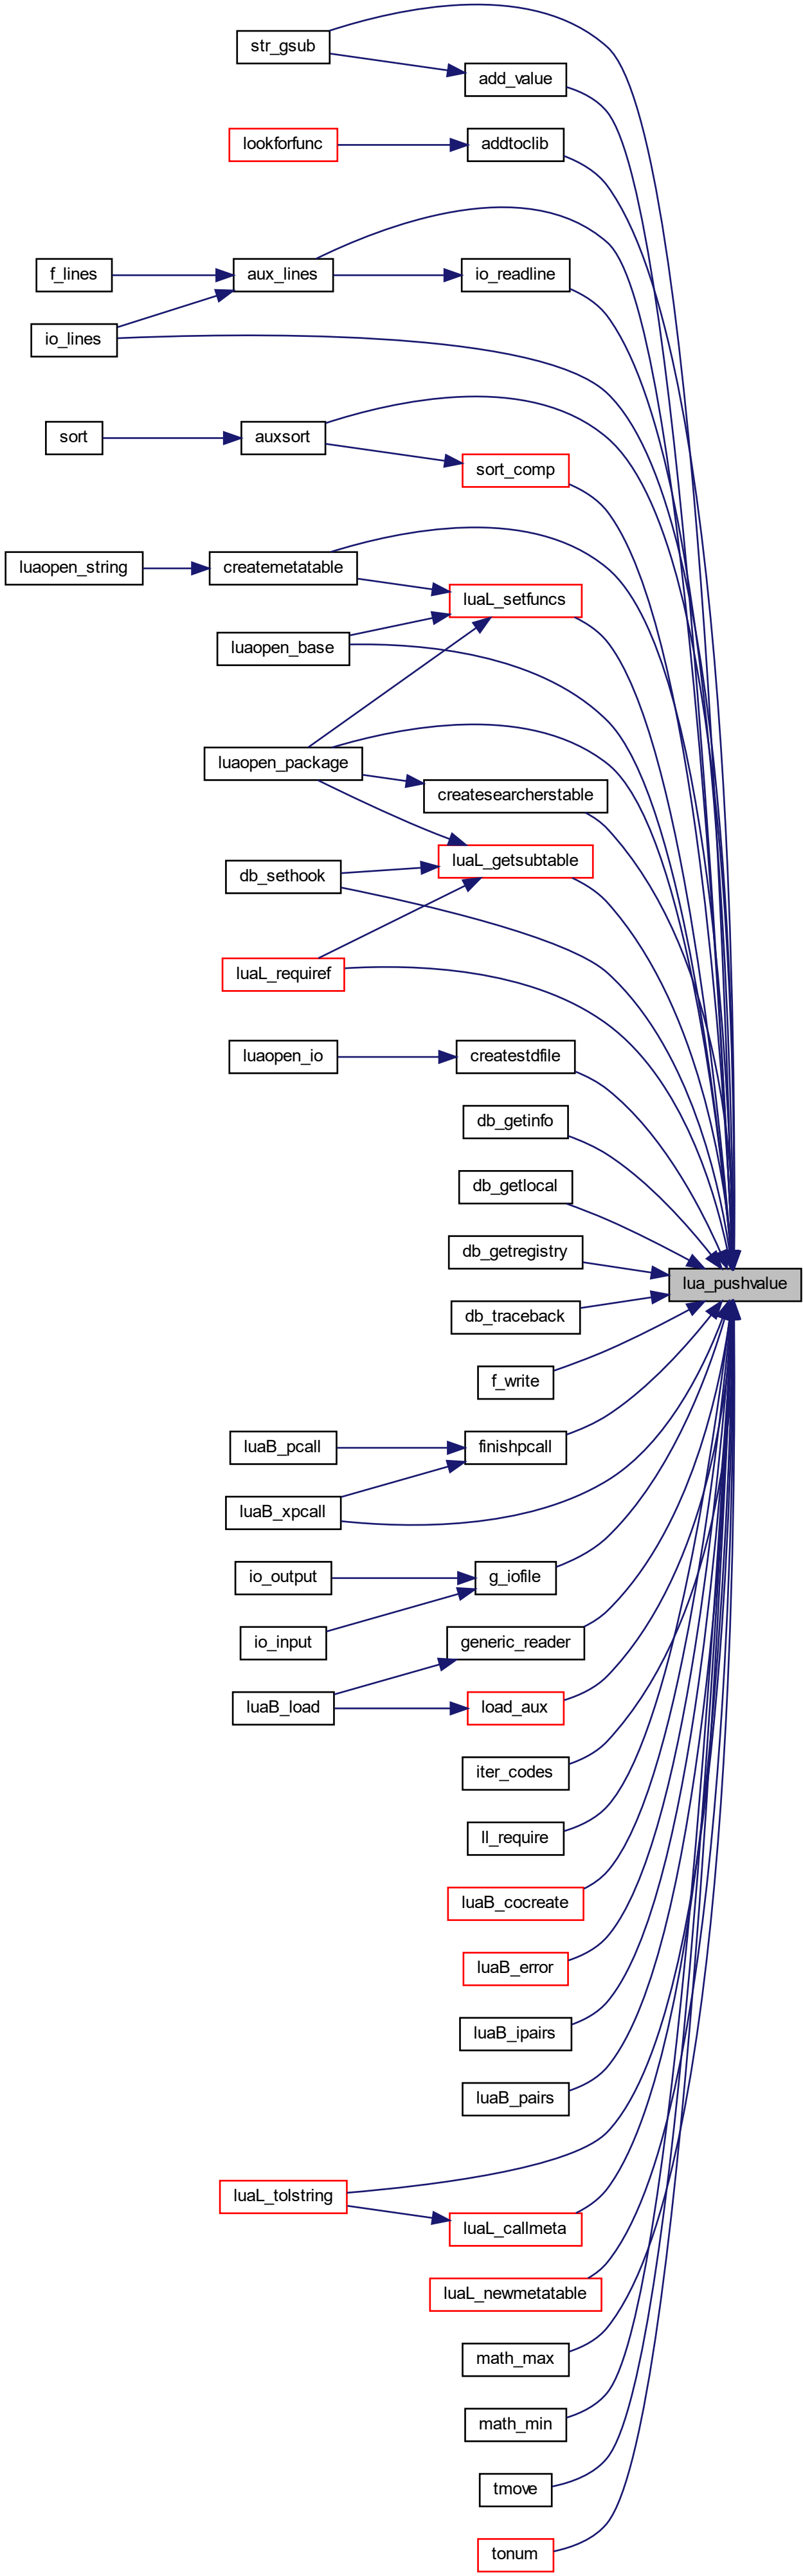 str_gsub
add_value
lookforfunc
addtoclib
f_lines
aux_lines
io_readline
io_lines
sort
auxsort
sort_comp
luaopen_string
createmetatable
luaL_setfuncs
luaopen_base
luaopen_package
createsearcherstable
luaL_getsubtable
db_sethook
luaL_requiref
luaopen_io
createstdfile
db_getinfo
db_getlocal
db_getregistry
lua_pushvalue
db_traceback
f_write
luaB_pcall
finishpcall
luaB_xpcall
io_output
g_iofile
io_input
generic_reader
luaB_load
load_aux
iter_codes
ll_require
luaB_cocreate
luaB_error
luaB_ipairs
luaB_pairs
luaL_tolstring
luaL_callmeta
luaL_newmetatable
math_max
math_min
tmove
tonum